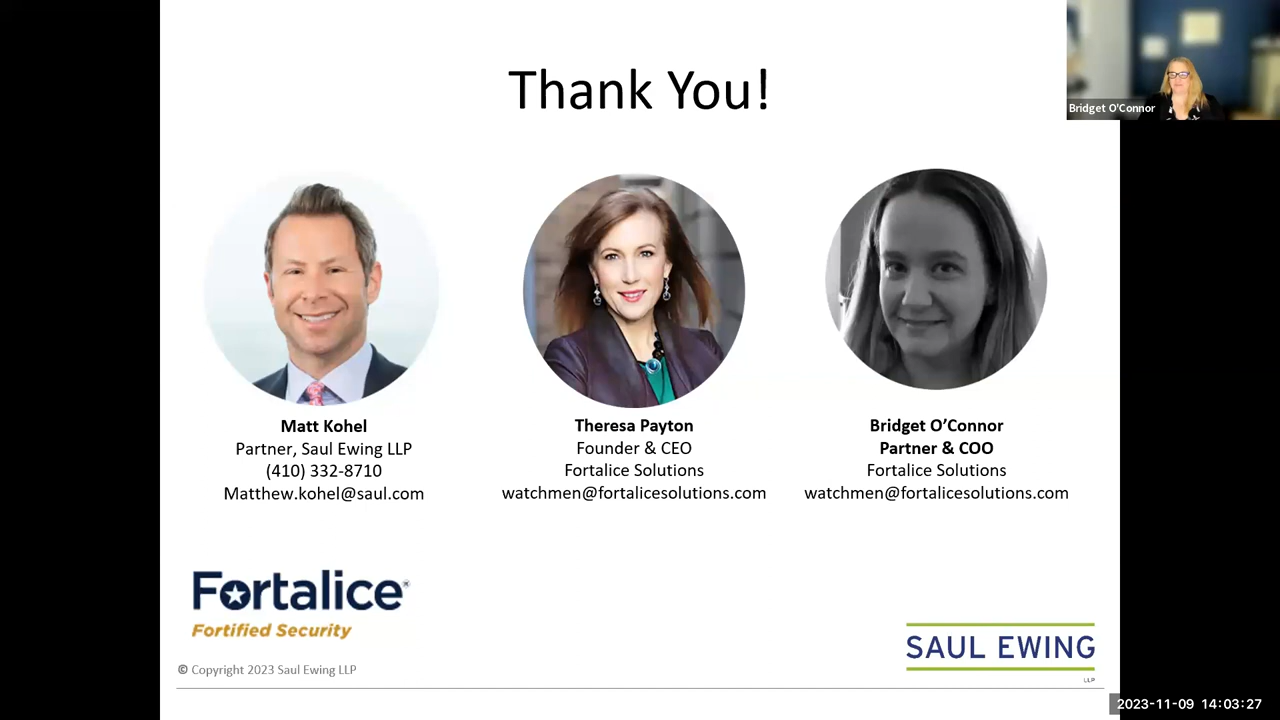 Thank You!
Bridget O'Connor
Matt Kohel
Partner, Saul Ewing LLP
(410) 332-8710
Matthew.kohel@saul.com
Theresa Payton
Founder & CEO
Fortalice Solutions
watchmen@fortalicesolutions.com
Bridget O’Connor
Partner & COO
Fortalice Solutions
watchmen@fortalicesolutions.com
Fortalice
Fortified Security
SAUL EWING
LLP
© Copyright 2023 Saul Ewing LLP
2023-11-09 14:03:27